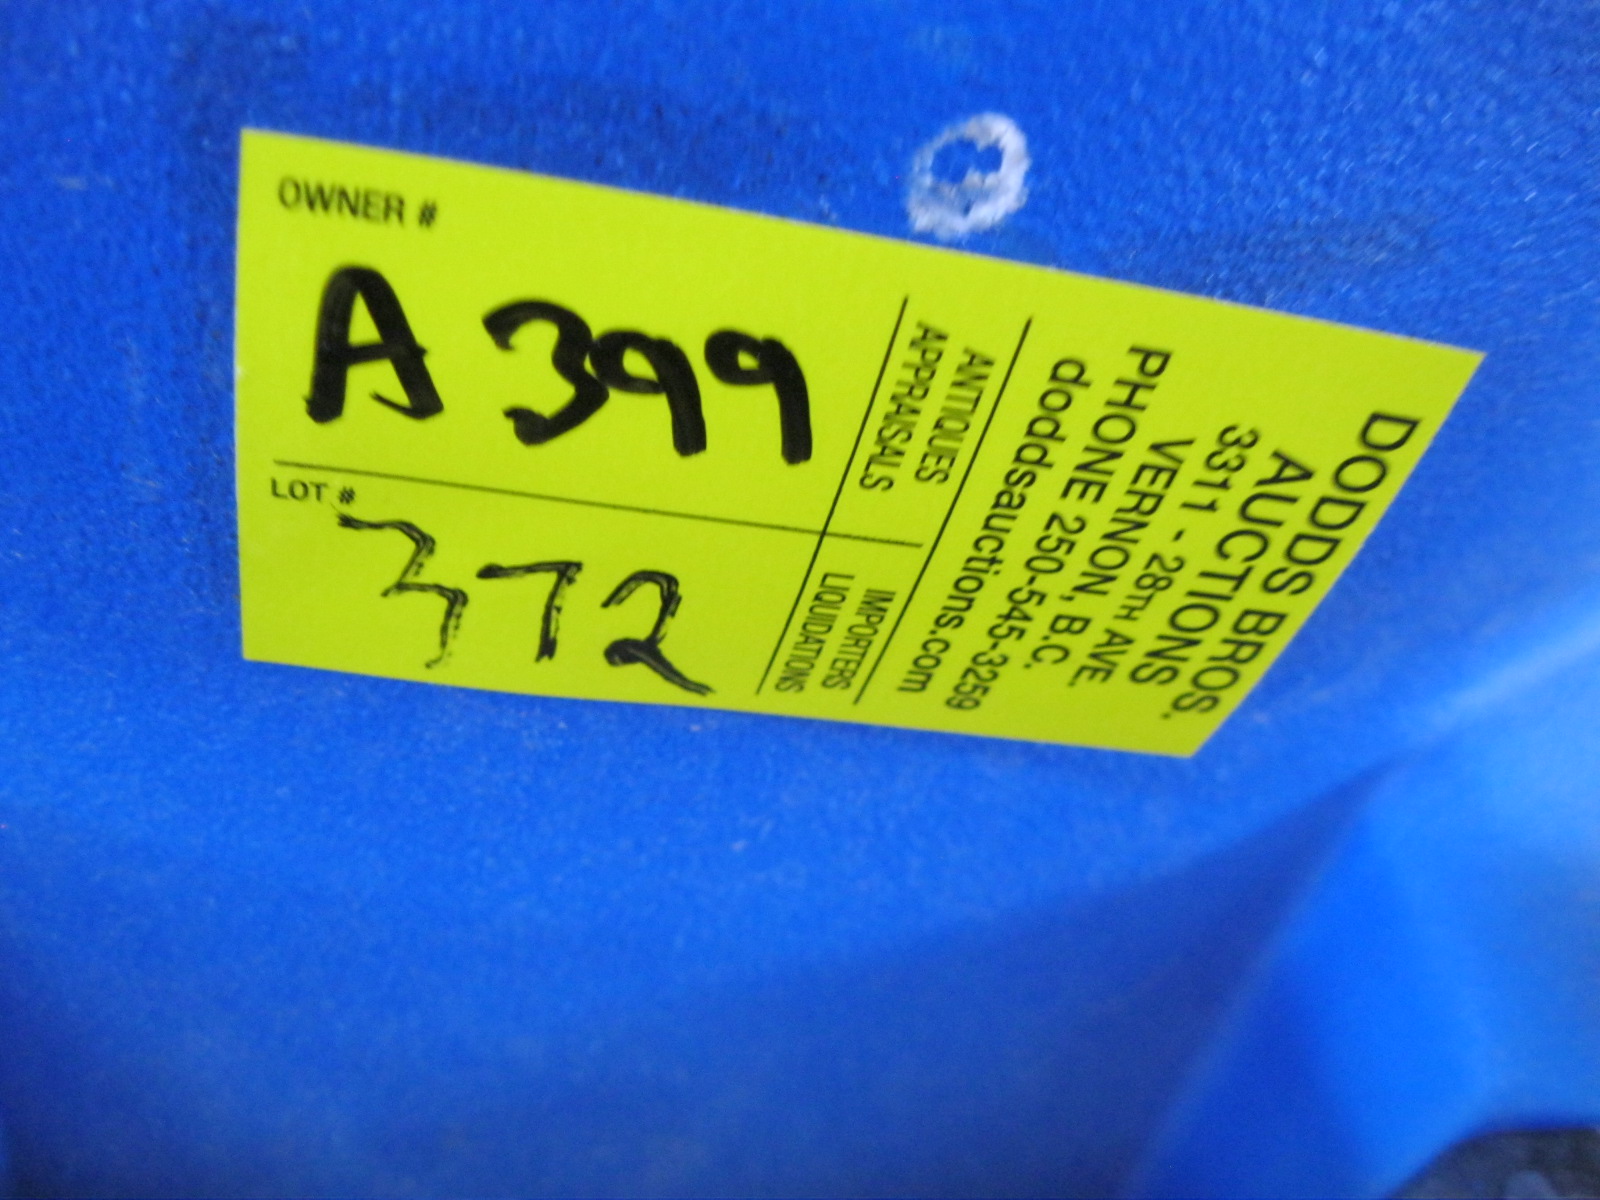 OWNER #
A 399
LOT #
372
DODDS BROS.
AUCTIONS
3311 - 28TH AVE.
VERNON, B.C.
PHONE 250-545-3259
doddsauctions.com
ANTIQUES
APPRAISALS
IMPORTERS
LIQUIDATIONS